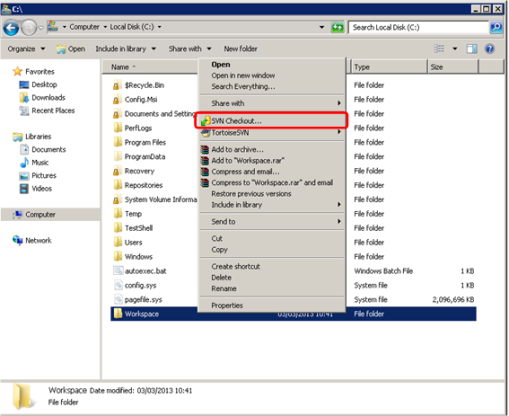 C:\
Computer
Local Disk (C:)
Search Local Disk (C:)
Organize
Open
Include in library
Share with
New folder
Favorites
Desktop
Downloads
Recent Places
Libraries
Documents
Music
Pictures
Videos
Computer
Network
Name
Type
Size
$Recycle.Bin
File folder
Config.Msi
File folder
Documents and Setting
File folder
PerfLogs
File folder
Program Files
File folder
ProgramData
File folder
Recovery
File folder
Repostories
File folder
System Volume Informa
File folder
Temp
File folder
TestShell
File folder
Users
File folder
Windows
File folder
autoexec.bat
Windows Batch File
1 KB
config.sys
System file
1 KB
pagefile.sys
System file
2,096,696 KB
Workspace
03/03/2013 10:41
File folder
Open
Open in new window
Search Everything...
Share with
SVN Checkout...
TortoiseSVN
Add to archive...
Add to "Workspace.rar"
Compress and email...
Compress to "Workspace.rar" and email
Restore previous versions
Include in library
Send to
Cut
Copy
Create shortcut
Delete
Rename
Properties
Workspace Date modified: 03/03/2013 10:41
File folder